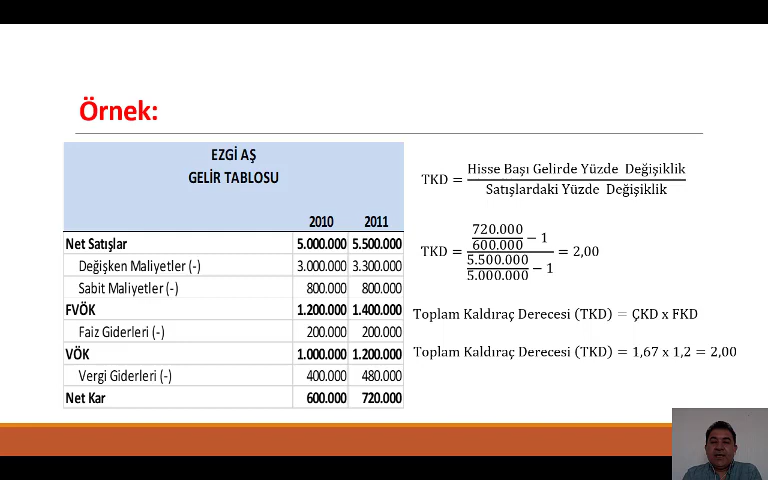 Örnek:
EZGİ AŞ
GELİR TABLOSU
2010 2011
Net Satışlar 5.000.000 5.500.000
Değişken Maliyetler (-) 3.000.000 3.300.000
Sabit Maliyetler (-) 800.000 800.000
FVÖK 1.200.000 1.400.000
Faiz Giderleri (-) 200.000 200.000
VÖK 1.000.000 1.200.000
Vergi Giderleri (-) 400.000 480.000
Net Kar 600.000 720.000
TKD = Hisse Başı Gelirde Yüzde Değişiklik
Satışlardaki Yüzde Değişiklik
TKD = 720.000
600.000 − 1
5.500.000
5.000.000 − 1
= 2,00
Toplam Kaldıraç Derecesi (TKD) = ÇKD x FKD
Toplam Kaldıraç Derecesi (TKD) = 1,67 x 1,2 = 2,00